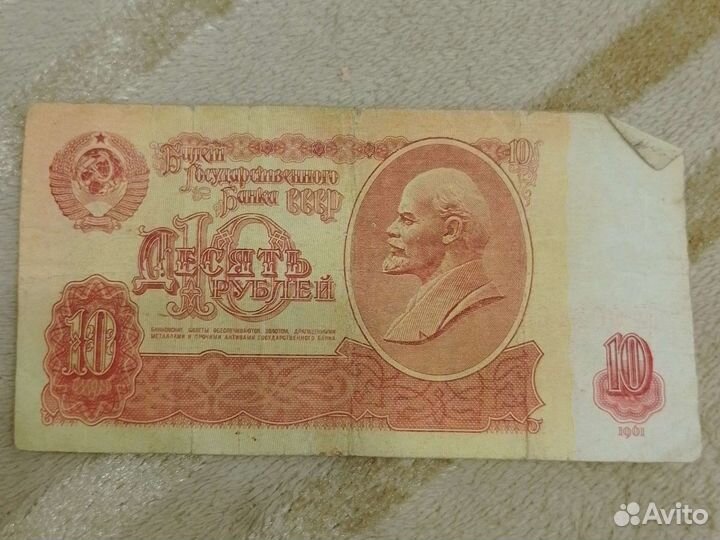 Билет
Государственного
Банка СССР
10
10
Десять
рублей
БАНКОВСКИЕ БИЛЕТЫ ОБЕСПЕЧИВАЮТСЯ ЗОЛОТОМ, ДРАГОЦЕННЫМИ
МЕТАЛЛАМИ И ПРОЧИМИ АКТИВАМИ ГОСУДАРСТВЕННОГО БАНКА
10
10
1961
Avito